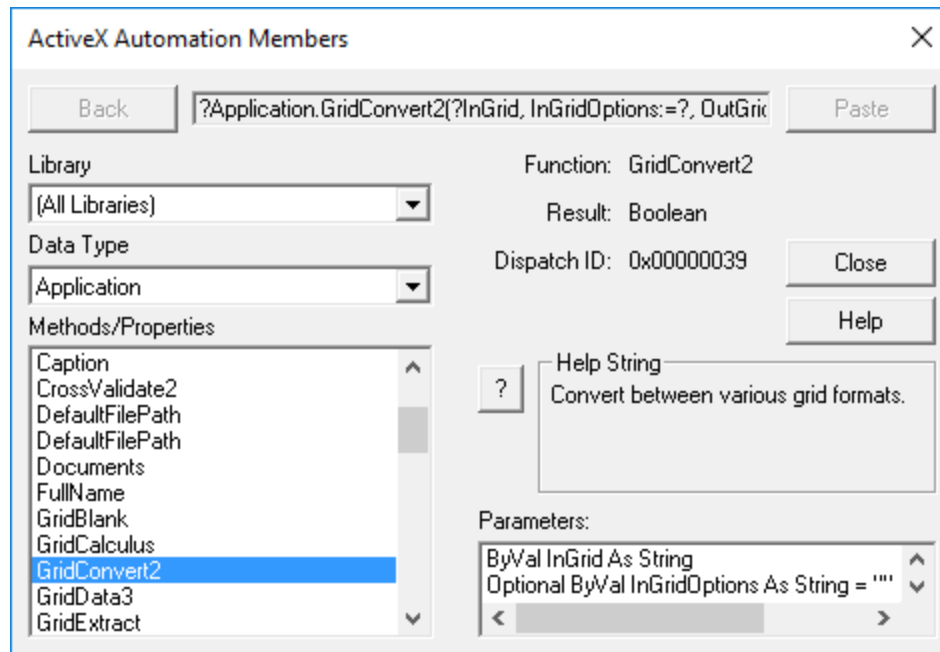 ActiveX Automation Members
Back
?Application.GridConvert2(?InGrid, InGridOptions:=?, OutGrid
Paste
Library
(All Libraries)
Data Type
Application
Methods/Properties
Caption
CrossValidate2
DefaultFilePath
DefaultFilePath
Documents
FullName
GridBlank
GridCalculus
GridConvert2
GridData3
GridExtract
Function: GridConvert2
Result: Boolean
Dispatch ID: 0x00000039
Close
Help
?
Help String
Convert between various grid formats.
Parameters:
ByVal InGrid As String
Optional ByVal InGridOptions As String = ""